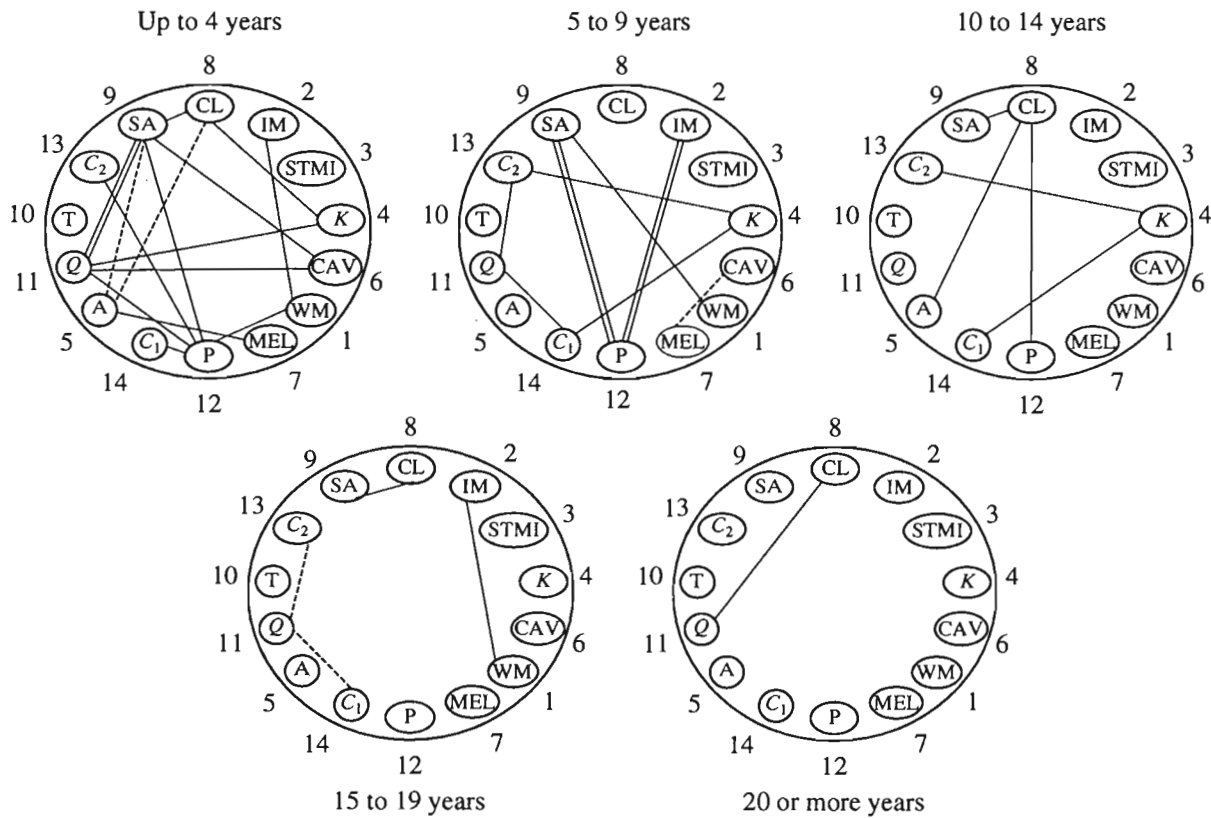 Up to 4 years
5 to 9 years
10 to 14 years
8
9
2
CL
SA
IM
13
C₂
STMI
3
10
T
K
4
11
Q
CAV
6
A
WM
5
C₁
P
MEL
1
14
7
12
8
9
2
CL
SA
IM
13
C₂
STMI
3
10
T
K
4
11
Q
CAV
6
A
WM
5
C₁
P
MEL
1
14
7
12
8
9
2
CL
SA
IM
13
C₂
STMI
3
10
T
K
4
11
Q
CAV
6
A
WM
5
C₁
P
MEL
1
14
7
12
8
9
2
CL
SA
IM
13
C₂
STMI
3
10
T
K
4
11
Q
CAV
6
A
WM
5
C₁
P
MEL
1
14
7
12
15 to 19 years
8
9
2
CL
SA
IM
13
C₂
STMI
3
10
T
K
4
11
Q
CAV
6
A
WM
5
C₁
P
MEL
1
14
7
12
20 or more years